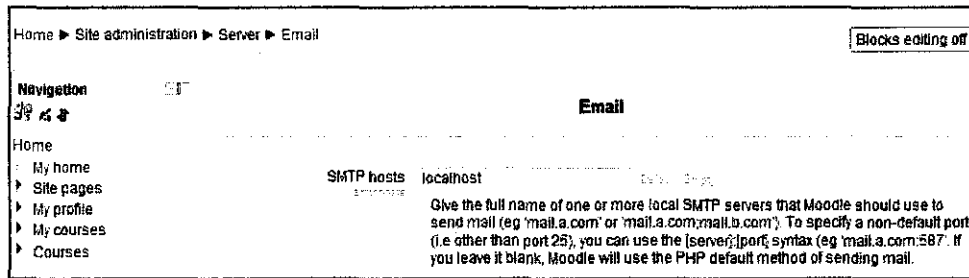 Home ► Site administration ► Server ► Email
Blocks editing off
Navigation
Email
Home
My home
Site pages
My profile
My courses
Courses
SMTP hosts localhost
Give the full name of one or more local SMTP servers that Moodle should use to
send mail (eg 'mail.a.com' or 'mail.a.com;mail.b.com'). To specify a non-default port
(i.e other than port 25), you can use the [server]:[port] syntax (eg 'mail.a.com:587'. If
you leave it blank, Moodle will use the PHP default method of sending mail.